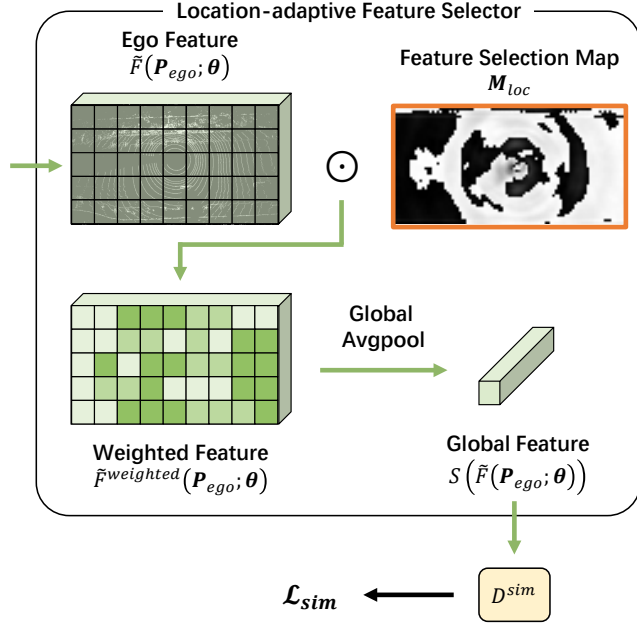 Location-adaptive Feature Selector
Ego Feature
F̃(P_ego; θ)
Feature Selection Map
M_loc
⊙
Global
Avgpool
Weighted Feature
F̃^weighted(P_ego; θ)
Global Feature
S(F̃(P_ego; θ))
ℒ_sim
D^sim